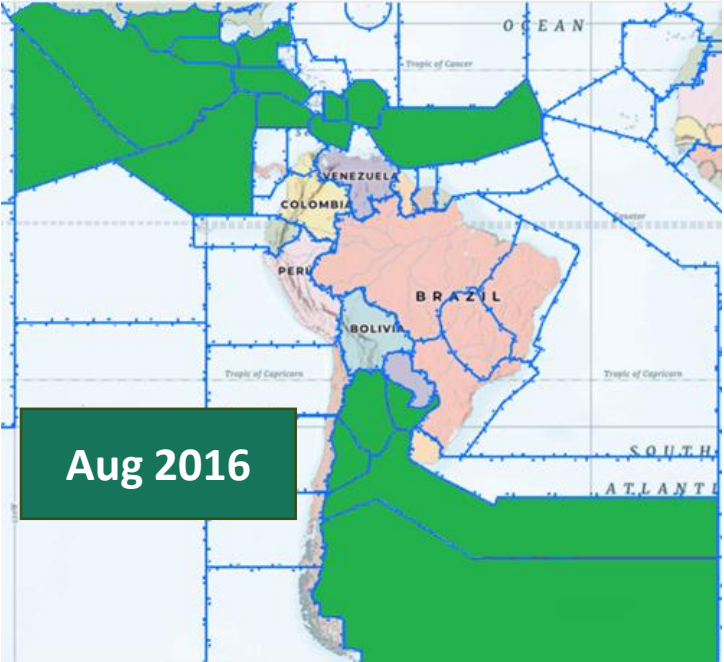 OCEAN
Tropic of Cancer
VENEZUELA
COLOMBIA
Equator
PERU
BRAZIL
BOLIVIA
Tropic of Capricorn
Tropic of Capricorn
Aug 2016
SOUTH
ATLANTI